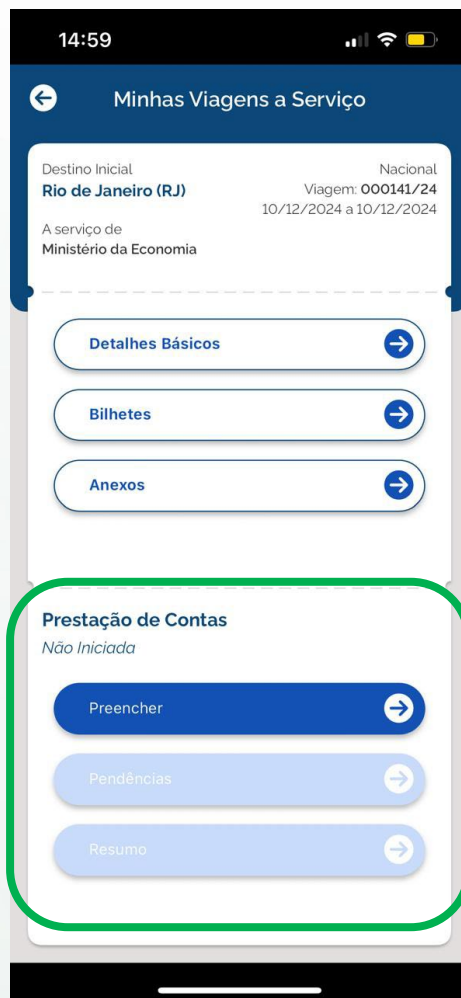 14:59
Minhas Viagens a Serviço
Destino Inicial
Nacional
Rio de Janeiro (RJ)
Viagem: 000141/24
10/12/2024 a 10/12/2024
A serviço de
Ministério da Economia
Detalhes Básicos
Bilhetes
Anexos
Prestação de Contas
Não Iniciada
Preencher
Pendências
Resumo